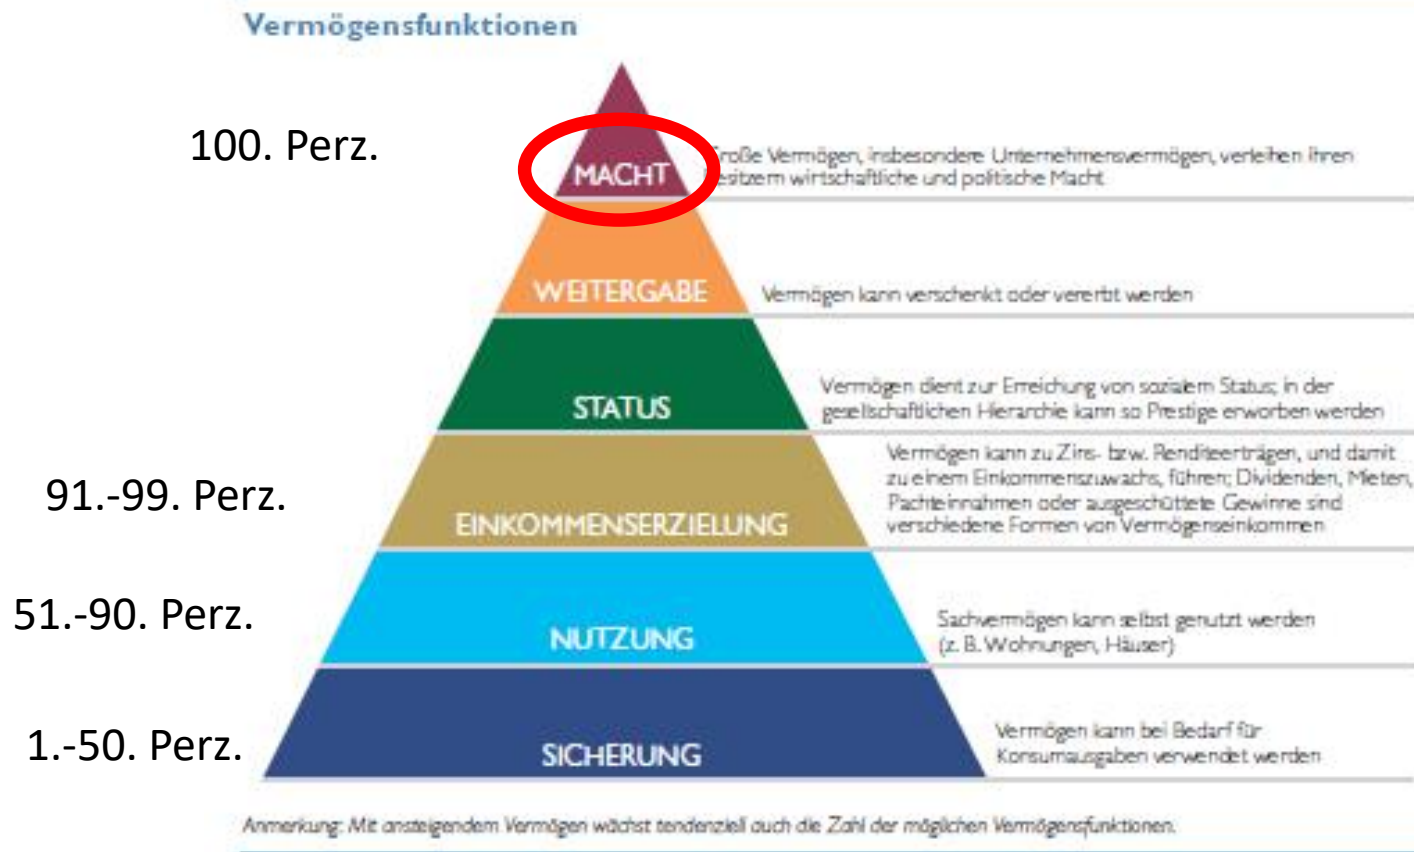 Vermögensfunktionen
100. Perz.
MACHT
Große Vermögen, insbesondere Unternehmensvermögen, verleihen ihren
Besitzern wirtschaftliche und politische Macht
WEITERGABE
Vermögen kann verschenkt oder vererbt werden
STATUS
Vermögen dient zur Erreichung von sozialem Status; in der
gesellschaftlichen Hierarchie kann so Prestige erworben werden
91.-99. Perz.
EINKOMMENSERZIELUNG
Vermögen kann zu Zins- bzw. Renditeerträgen, und damit
zu einem Einkommenszuwachs, führen; Dividenden, Mieten,
Pachteinnahmen oder ausgeschüttete Gewinne sind
verschiedene Formen von Vermögenseinkommen
51.-90. Perz.
NUTZUNG
Sachvermögen kann selbst genutzt werden
(z. B. Wohnungen, Häuser)
1.-50. Perz.
SICHERUNG
Vermögen kann bei Bedarf für
Konsumausgaben verwendet werden
Anmerkung: Mit ansteigendem Vermögen wächst tendenziell auch die Zahl der möglichen Vermögensfunktionen.